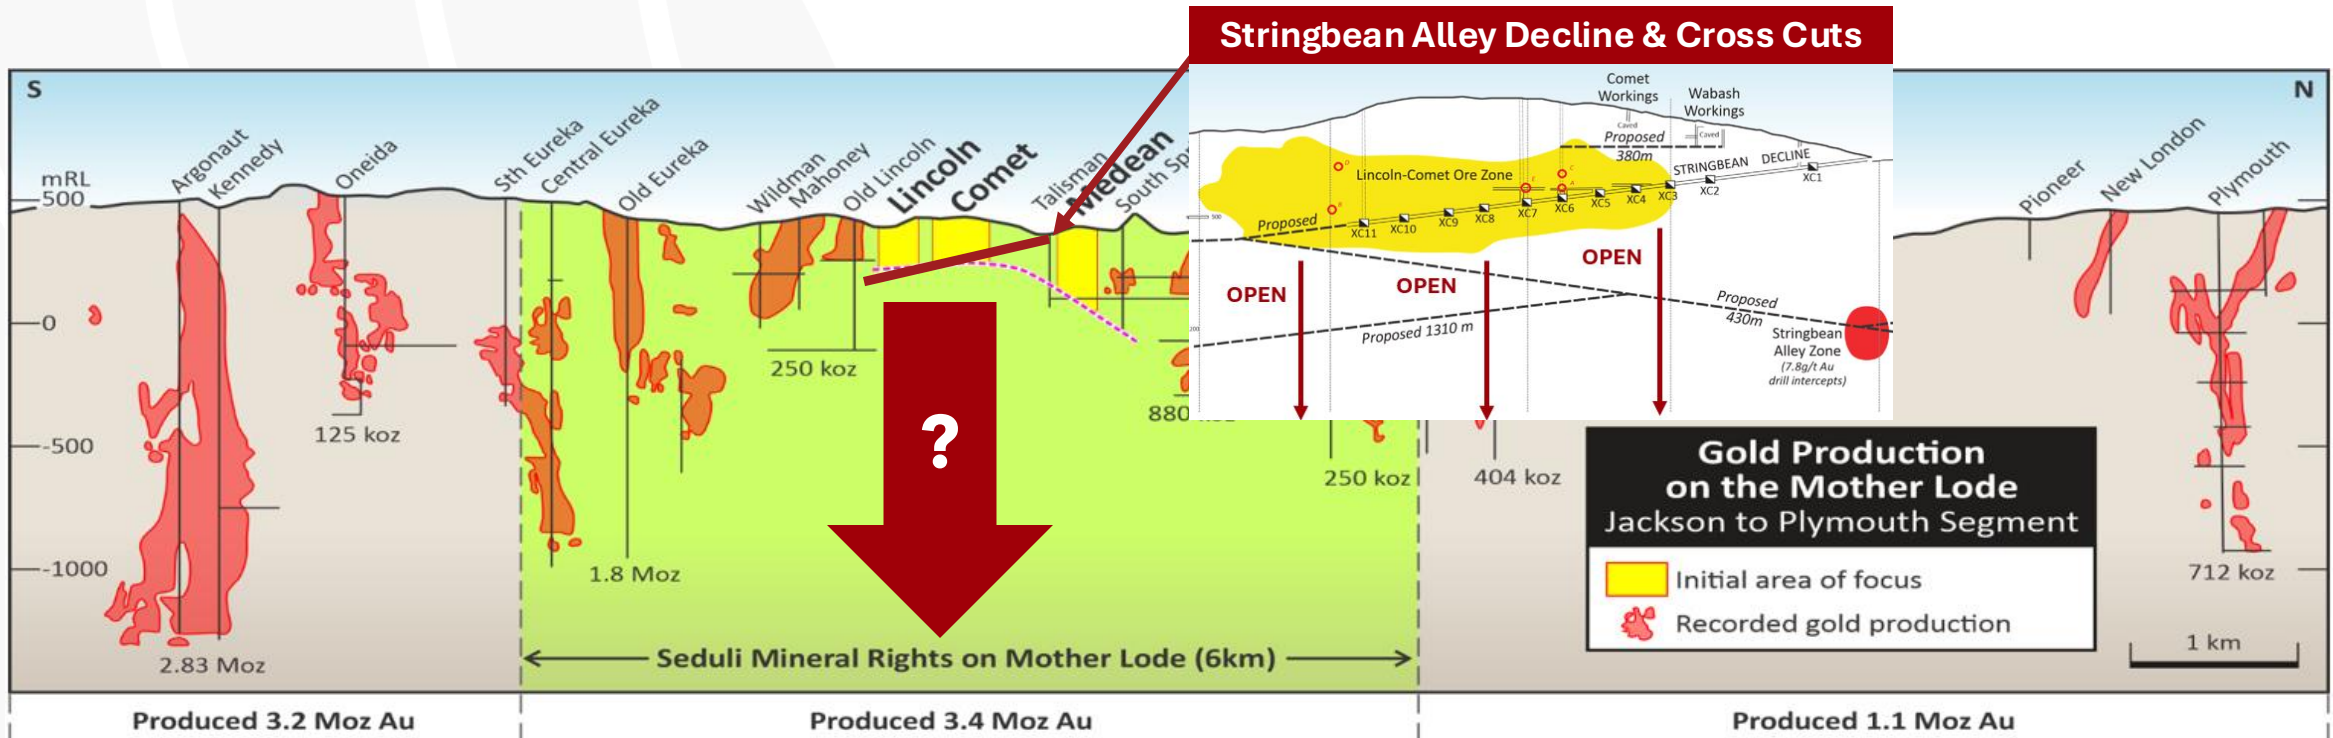 Stringbean Alley Decline & Cross Cuts
S
N
mRL
500
0
-500
-1000
Argonaut
Kennedy
Oneida
Sth Eureka
Central Eureka
Old Eureka
Wildman
Mahoney
Old Lincoln
Lincoln
Comet
Talisman
Medean
South
Pioneer
New London
Plymouth
Comet
Workings
Wabash
Workings
Caved
Caved
Proposed
380m
STRINGBEAN DECLINE
Lincoln-Comet Ore Zone
XC1
XC2
XC3
XC4
XC5
XC6
XC7
XC8
XC9
XC10
XC11
Proposed
500
200
OPEN
OPEN
OPEN
Proposed
430m
Proposed 1310 m
Stringbean
Alley Zone
(7.8g/t Au
drill intercepts)
2.83 Moz
125 koz
1.8 Moz
250 koz
880
250 koz
404 koz
712 koz
?
Gold Production
on the Mother Lode
Jackson to Plymouth Segment
Initial area of focus
Recorded gold production
1 km
Seduli Mineral Rights on Mother Lode (6km)
Produced 3.2 Moz Au
Produced 3.4 Moz Au
Produced 1.1 Moz Au